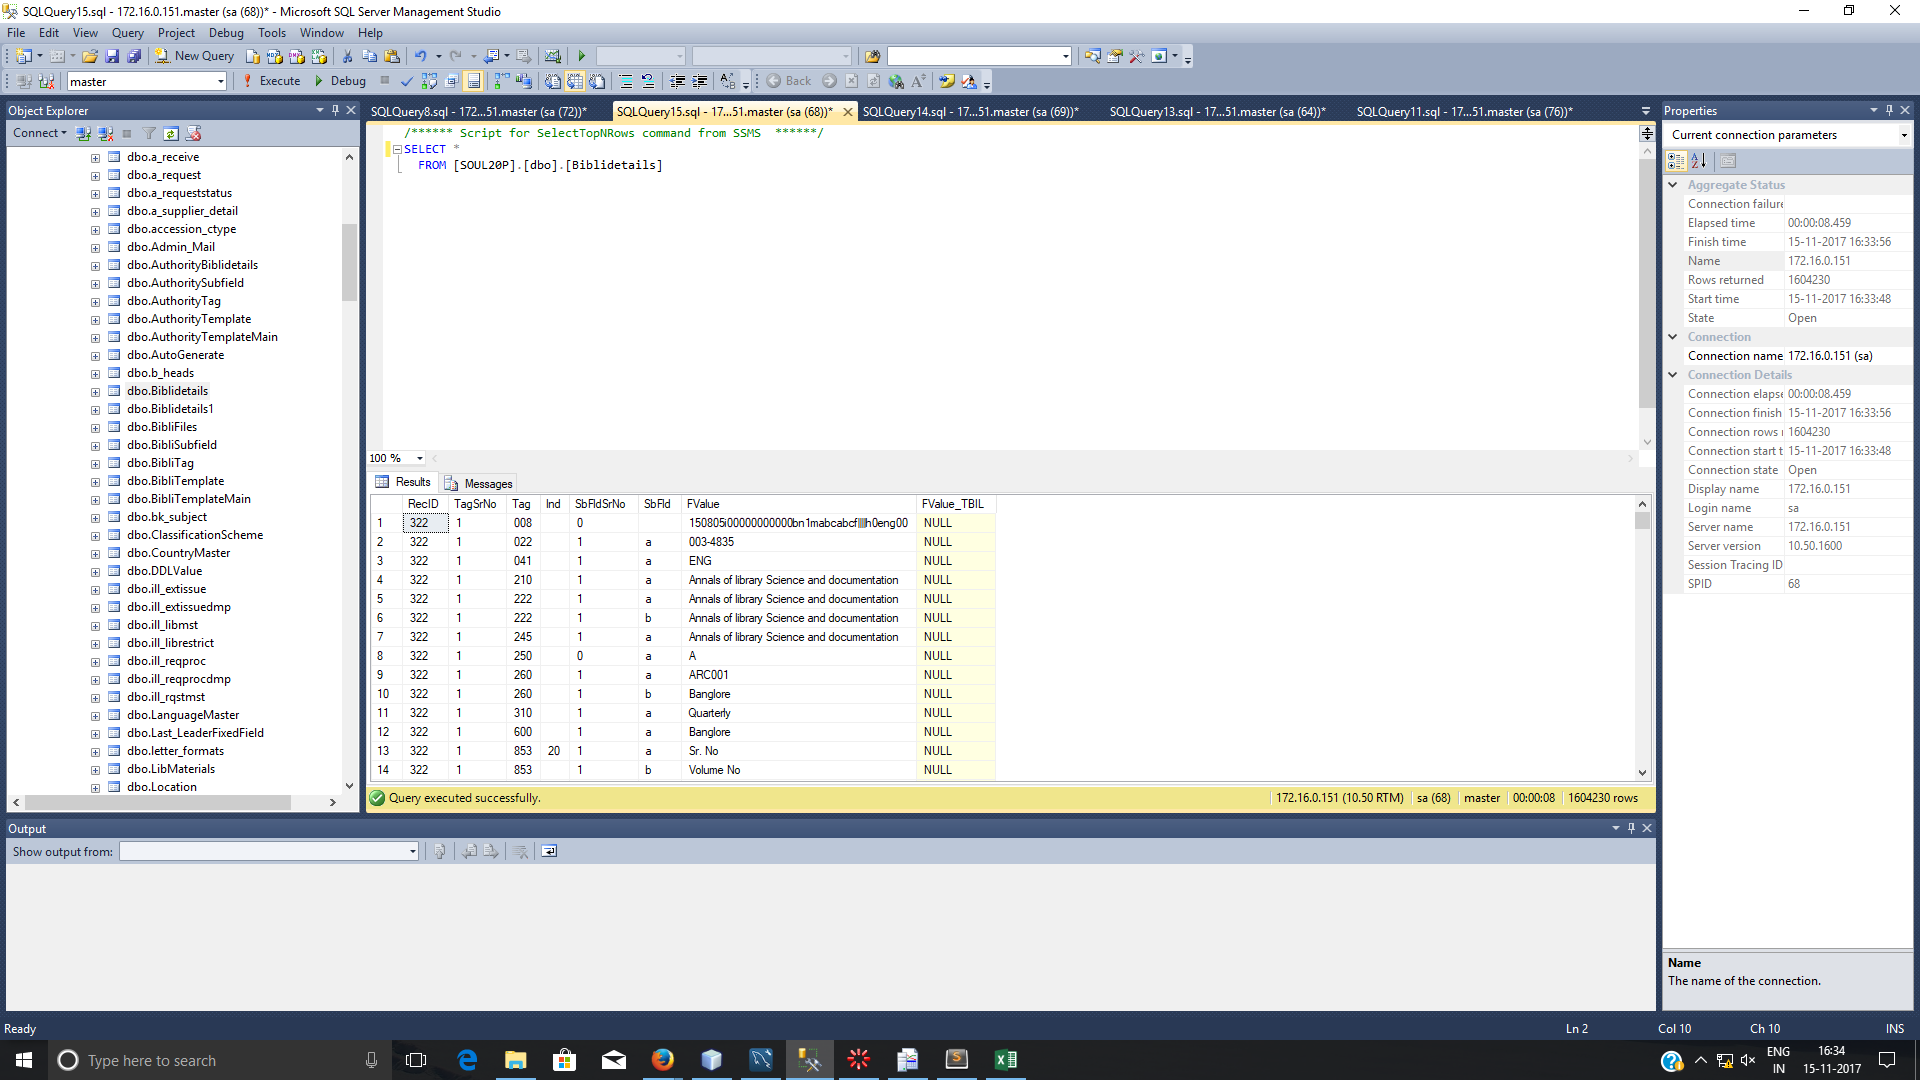 SQLQuery15.sql - 172.16.0.151.master (sa (68))* - Microsoft SQL Server Management Studio
File Edit View Query Project Debug Tools Window Help
New Query
master Execute Debug Back
Object Explorer
Connect
dbo.a_receive
dbo.a_request
dbo.a_requeststatus
dbo.a_supplier_detail
dbo.accession_ctype
dbo.Admin_Mail
dbo.AuthorityBiblidetails
dbo.AuthoritySubfield
dbo.AuthorityTag
dbo.AuthorityTemplate
dbo.AuthorityTemplateMain
dbo.AutoGenerate
dbo.b_heads
dbo.Biblidetails
dbo.Biblidetails1
dbo.BibliFiles
dbo.BibliSubfield
dbo.BibliTag
dbo.BibliTemplate
dbo.BibliTemplateMain
dbo.bk_subject
dbo.ClassificationScheme
dbo.CountryMaster
dbo.DDLValue
dbo.ill_extissue
dbo.ill_extissuedmp
dbo.ill_libmst
dbo.ill_librestrict
dbo.ill_reqproc
dbo.ill_reqprocdmp
dbo.ill_rqstmst
dbo.LanguageMaster
dbo.Last_LeaderFixedField
dbo.letter_formats
dbo.LibMaterials
dbo.Location
SQLQuery8.sql - 172...51.master (sa (72))* SQLQuery15.sql - 17...51.master (sa (68))* SQLQuery14.sql - 17...51.master (sa (69))* SQLQuery13.sql - 17...51.master (sa (64))* SQLQuery11.sql - 17...51.master (sa (76))*
/****** Script for SelectTopNRows command from SSMS ******/
SELECT *
FROM [SOUL20P].[dbo].[Biblidetails]
100 %
Results Messages
RecID TagSrNo Tag Ind SbFldSrNo SbFld FValue FValue_TBIL
1 322 1 008 0 NULL
2 322 1 022 1 a 003-4835 NULL
3 322 1 041 1 a ENG NULL
4 322 1 210 1 a Annals of library Science and documentation NULL
5 322 1 222 1 a Annals of library Science and documentation NULL
6 322 1 222 1 b Annals of library Science and documentation NULL
7 322 1 245 1 a Annals of library Science and documentation NULL
8 322 1 250 0 a A NULL
9 322 1 260 1 a ARC001 NULL
10 322 1 260 1 b Banglore NULL
11 322 1 310 1 a Quarterly NULL
12 322 1 600 1 a Banglore NULL
13 322 1 853 20 1 a Sr. No NULL
14 322 1 853 1 b Volume No NULL
Query executed successfully. 172.16.0.151 (10.50 RTM) sa (68) master 00:00:08 1604230 rows
Output
Show output from:
Properties
Current connection parameters
Aggregate Status
Connection failure
Elapsed time 00:00:08.459
Finish time 15-11-2017 16:33:56
Name 172.16.0.151
Rows returned 1604230
Start time 15-11-2017 16:33:48
State Open
Connection
Connection name 172.16.0.151 (sa)
Connection Details
Connection elapse 00:00:08.459
Connection finish 15-11-2017 16:33:56
Connection rows 1604230
Connection start t 15-11-2017 16:33:48
Connection state Open
Display name 172.16.0.151
Login name sa
Server name 172.16.0.151
Server version 10.50.1600
Session Tracing ID
SPID 68
Name
The name of the connection.
Ready Ln 2 Col 10 Ch 10 INS
Type here to search
ENG
IN
16:34
15-11-2017